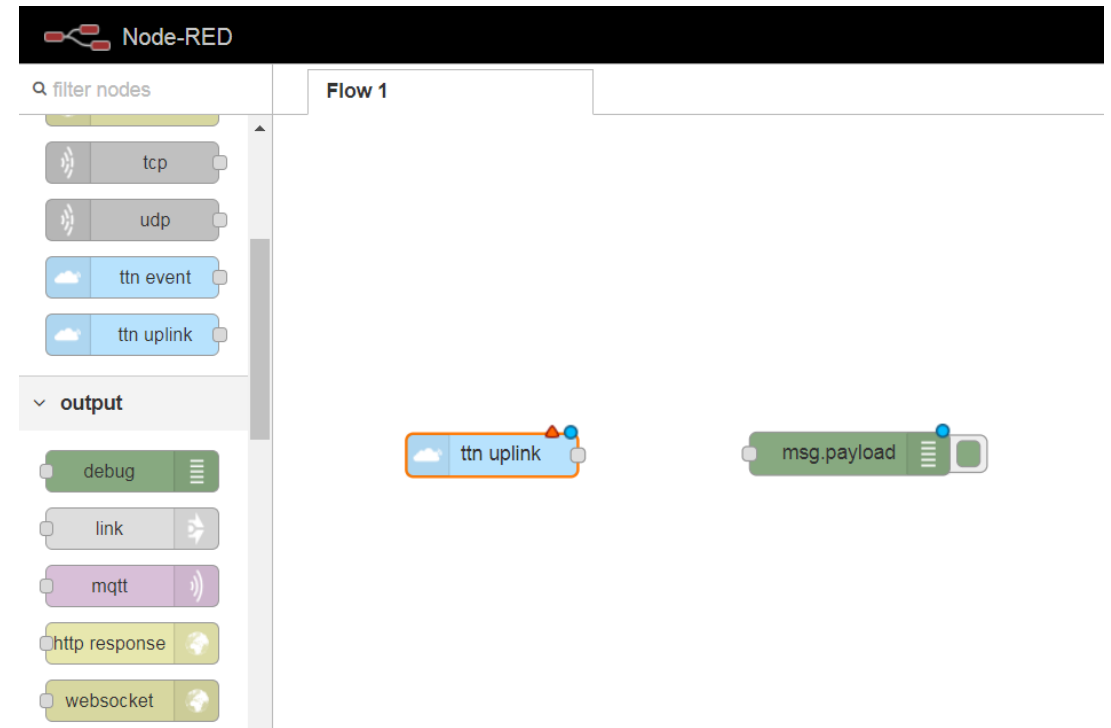 Node-RED
filter nodes
Flow 1
tcp
udp
ttn event
ttn uplink
output
debug
link
mqtt
http response
websocket
ttn uplink
msg.payload